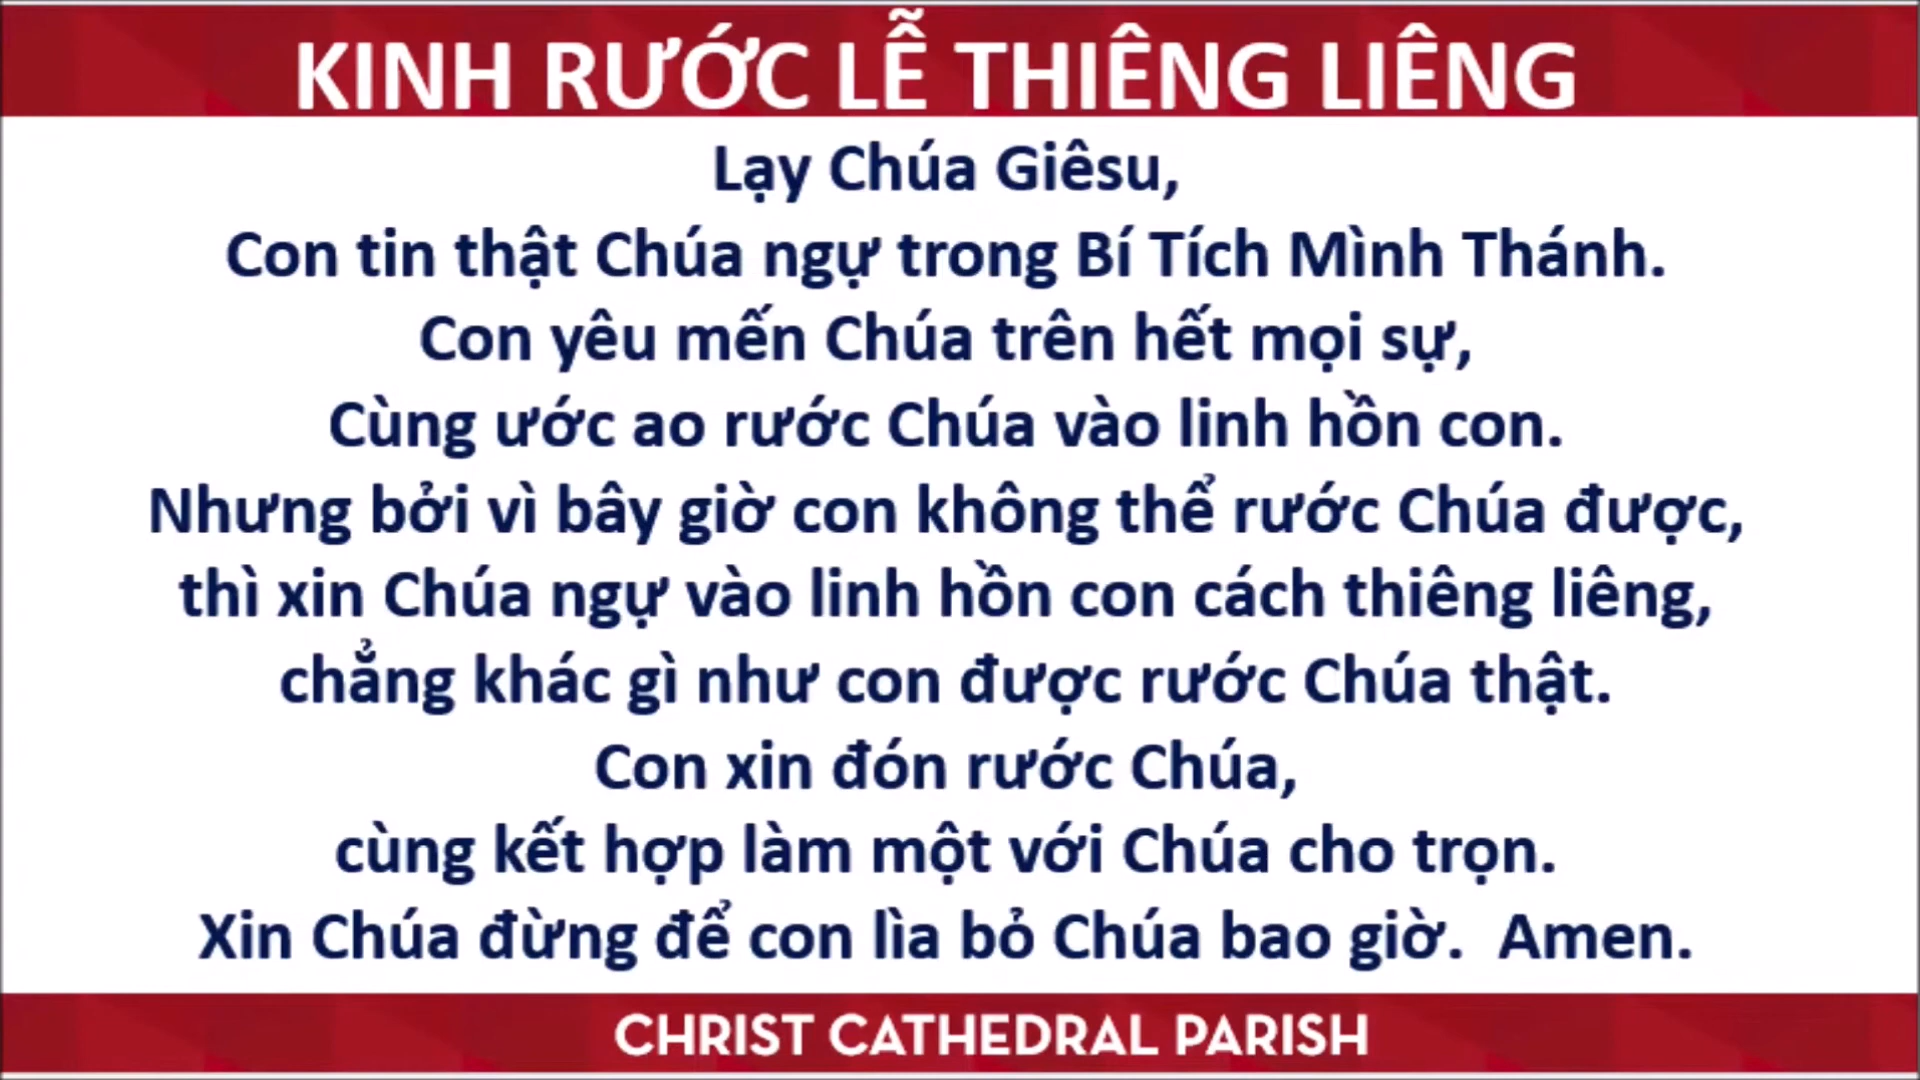 KINH RƯỚC LỄ THIÊNG LIÊNG
Lạy Chúa Giêsu,
Con tin thật Chúa ngự trong Bí Tích Mình Thánh.
Con yêu mến Chúa trên hết mọi sự,
Cùng ước ao rước Chúa vào linh hồn con.
Nhưng bởi vì bây giờ con không thể rước Chúa được,
thì xin Chúa ngự vào linh hồn con cách thiêng liêng,
chẳng khác gì như con được rước Chúa thật.
Con xin đón rước Chúa,
cùng kết hợp làm một với Chúa cho trọn.
Xin Chúa đừng để con lìa bỏ Chúa bao giờ.  Amen.
CHRIST CATHEDRAL PARISH